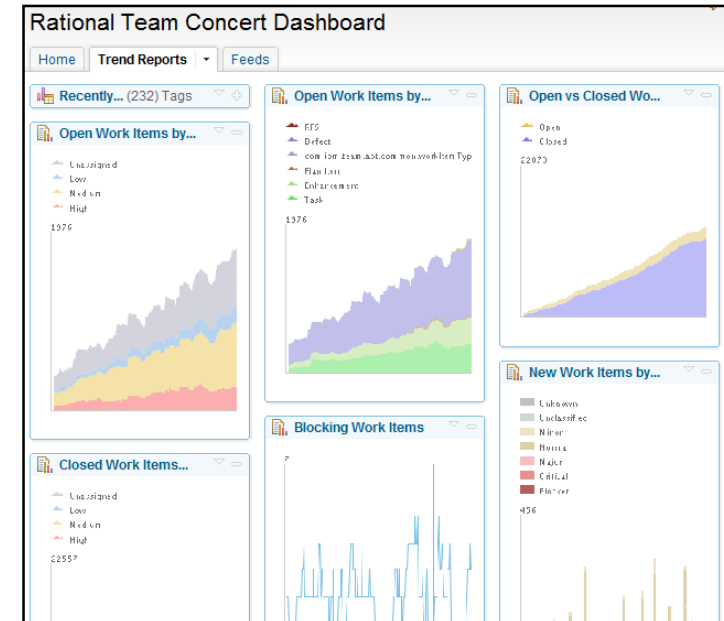 Rational Team Concert Dashboard
Home
Trend Reports
Feeds
Recently... (232) Tags
Open Work Items by...
Unassigned
Low
Medium
High
1976
Closed Work Items...
Unassigned
Low
Medium
High
22557
Open Work Items by...
Defect
Plan Item
Enhancement
Task
1976
Blocking Work Items
Open vs Closed Wo...
Open
Closed
22873
New Work Items by...
Unknown
Unclassified
Minor
Normal
Major
Critical
Blocker
456